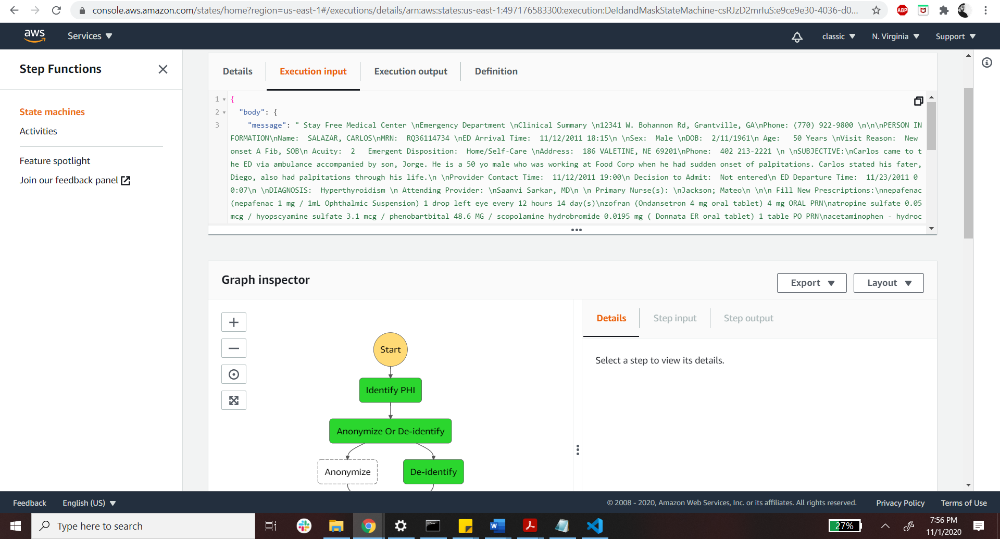 console.aws.amazon.com/states/home?region=us-east-1#/executions/details/arn:aws:states:us-east-1:497176583300:execution:DeIdandMaskStateMachine-csRJzD2mrIuS:e9ce9e30-4036-d0...
ABP
aws
Services
classic
N. Virginia
Support
Step Functions
State machines
Activities
Feature spotlight
Join our feedback panel
Details
Execution input
Execution output
Definition
1 {
2 "body": {
3 "message": " Stay Free Medical Center \nEmergency Department \nClinical Summary \n12341 W. Bohannon Rd, Grantville, GA\nPhone: (770) 922-9800 \n\n\nPERSON IN
FORMATION\nName:  SALAZAR, CARLOS\nMRN:  RQ36114734 \nED Arrival Time:  11/12/2011 18:15\n \nSex:  Male \nDOB:  2/11/1961\n Age:   50 Years \nVisit Reason:  New
onset A Fib, SOB\n Acuity:  2   Emergent Disposition:  Home/Self-Care \nAddress:  186 VALETINE, NE 69201\nPhone:  402 213-2221 \n \nSUBJECTIVE:\nCarlos came to t
he ED via ambulance accompanied by son, Jorge. He is a 50 yo male who was working at Food Corp when he had sudden onset of palpitations. Carlos stated his fater,
Diego, also had palpitations through his life.\n \nProvider Contact Time:  11/12/2011 19:00\n Decision to Admit:  Not entered\n ED Departure Time:  11/23/2011 0
0:07\n \nDIAGNOSIS:  Hyperthyroidism \n Attending Provider: \nSaanvi Sarkar, MD\n \n Primary Nurse(s): \nJackson; Mateo\n \n\n Fill New Prescriptions:\nnepafenac
(nepafenac 1 mg / 1mL Ophthalmic Suspension) 1 drop left eye every 12 hours 14 day(s)\nzofran (Ondansetron 4 mg oral tablet) 4 mg ORAL PRN\natropine sulfate 0.05
mcg / hyopscyamine sulfate 3.1 mcg / phenobartbital 48.6 MG / scopolamine hydrobromide 0.0195 mg ( Donnata ER oral tablet) 1 table PO PRN\nacetaminophen - hydroc
Graph inspector
Export
Layout
Details
Step input
Step output
Select a step to view its details.
Start
Identify PHI
Anonymize Or De-identify
Anonymize
De-identify
Feedback
English (US)
© 2008 - 2020, Amazon Web Services, Inc. or its affiliates. All rights reserved.
Privacy Policy
Terms of Use
Type here to search
27%
7:56 PM
11/1/2020